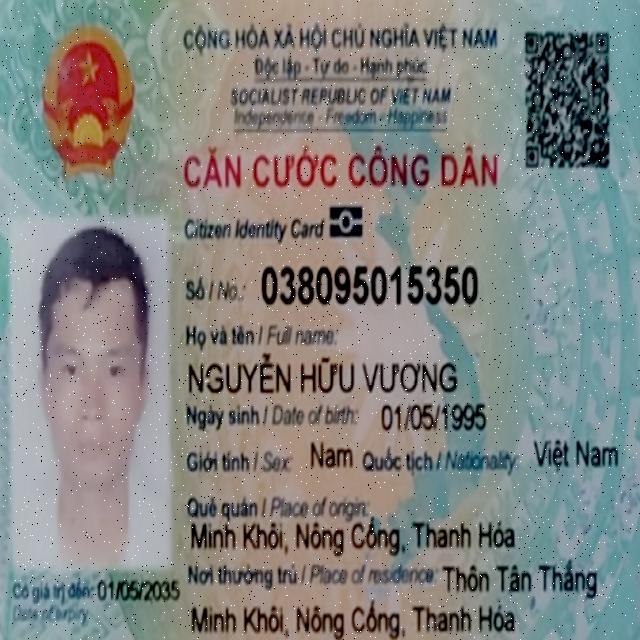 CỘNG HÒA XÃ HỘI CHỦ NGHĨA VIỆT NAM
Độc lập - Tự do - Hạnh phúc
SOCIALIST REPUBLIC OF VIET NAM
Independence - Freedom - Happiness
CĂN CƯỚC CÔNG DÂN
Citizen Identity Card
Số / No.: 038095015350
Họ và tên / Full name:
NGUYỄN HỮU VƯƠNG
Ngày sinh / Date of birth: 01/05/1995
Giới tính / Sex: Nam Quốc tịch / Nationality: Việt Nam
Quê quán / Place of origin:
Minh Khôi, Nông Cống, Thanh Hóa
Nơi thường trú / Place of residence: Thôn Tân Thắng
Minh Khôi, Nông Cống, Thanh Hóa
Có giá trị đến: 01/05/2035
Date of expiry